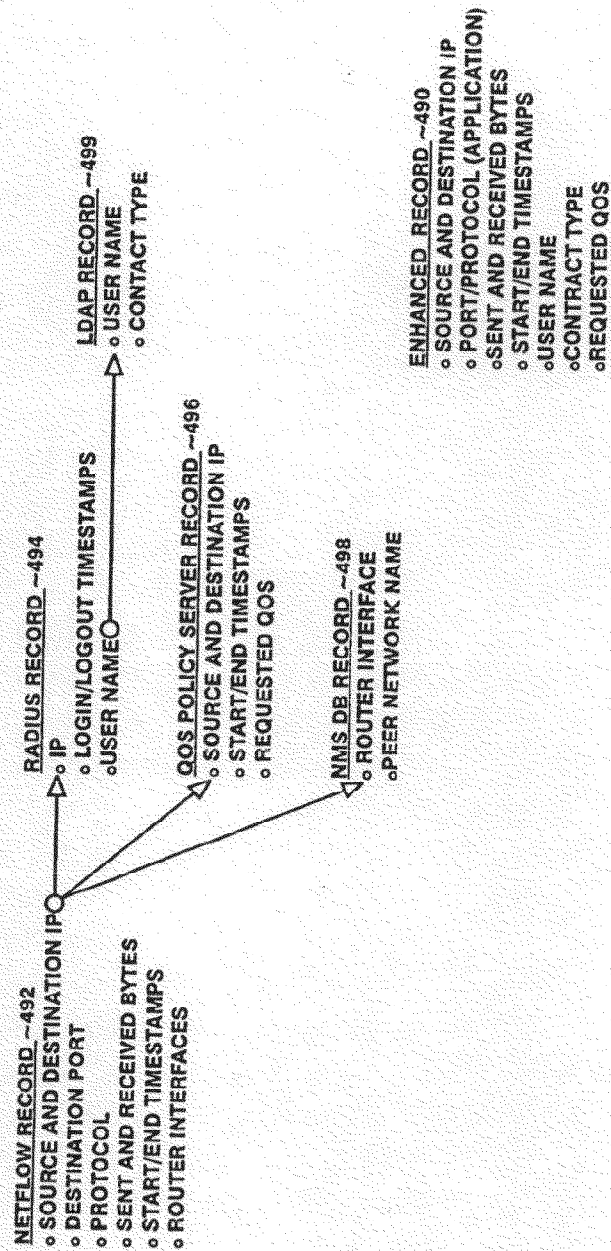 NETFLOW RECORD ~492
o SOURCE AND DESTINATION IP
o DESTINATION PORT
o PROTOCOL
o SENT AND RECEIVED BYTES
o START/END TIMESTAMPS
o ROUTER INTERFACES
RADIUS RECORD ~494
o IP
o LOGIN/LOGOUT TIMESTAMPS
o USER NAME
QOS POLICY SERVER RECORD ~496
o SOURCE AND DESTINATION IP
o START/END TIMESTAMPS
o REQUESTED QOS
NMS DB RECORD ~498
o ROUTER INTERFACE
o PEER NETWORK NAME
LDAP RECORD ~499
o USER NAME
o CONTACT TYPE
ENHANCED RECORD ~490
o SOURCE AND DESTINATION IP
o PORT/PROTOCOL (APPLICATION)
o SENT AND RECEIVED BYTES
o START/END TIMESTAMPS
o USER NAME
o CONTRACT TYPE
o REQUESTED QOS